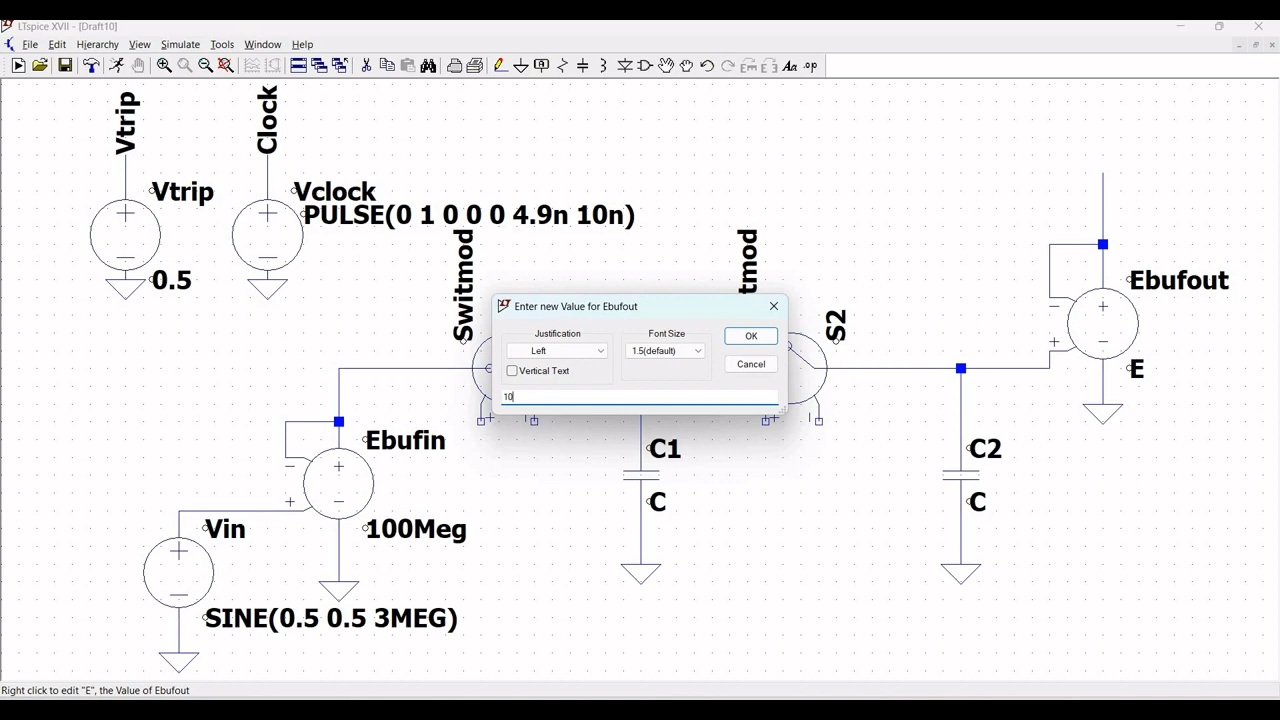 LTspice XVII - [Draft10]
File Edit Hierarchy View Simulate Tools Window Help
Vtrip
Clock
Vtrip
Vclock
PULSE(0 1 0 0 0 4.9n 10n)
0.5
Switmod
tmod
S2
Ebufout
E
Enter new Value for Ebufout
Justification
Font Size
OK
Left
1.5(default)
Vertical Text
Cancel
10
Ebufin
100Meg
C1
C
C2
C
Vin
SINE(0.5 0.5 3MEG)
Right click to edit "E", the Value of Ebufout